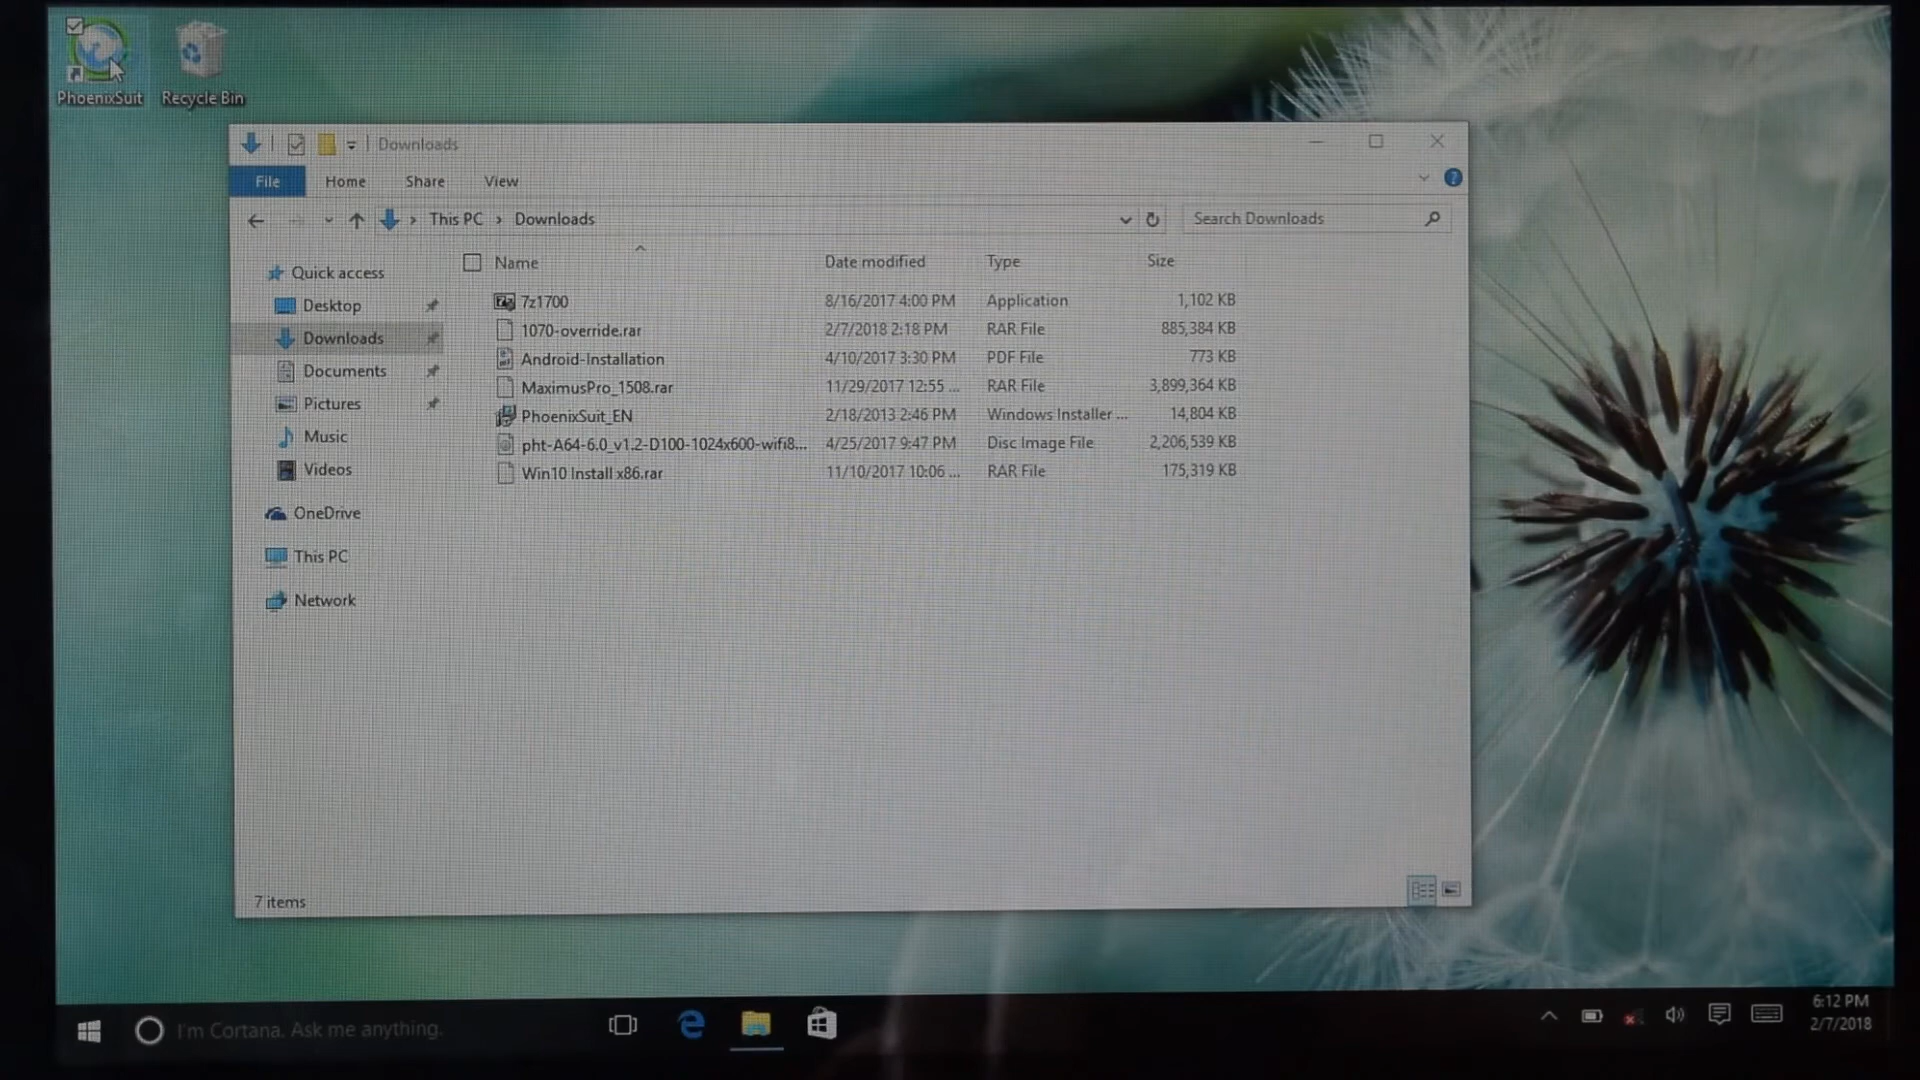 PhoenixSuit Recycle Bin
Downloads
File Home Share View
This PC Downloads Search Downloads
Name Date modified Type Size
Quick access
Desktop
Downloads
Documents
Pictures
Music
Videos
OneDrive
This PC
Network
7z1700 8/16/2017 4:00 PM Application 1,102 KB
1070-override.rar 2/7/2018 2:18 PM RAR File 885,384 KB
Android-Installation 4/10/2017 3:30 PM PDF File 773 KB
MaximusPro_1508.rar 11/29/2017 12:55 ... RAR File 3,899,364 KB
PhoenixSuit_EN 2/18/2013 2:46 PM Windows Installer ... 14,804 KB
pht-A64-6.0_v1.2-D100-1024x600-wifi8... 4/25/2017 9:47 PM Disc Image File 2,206,539 KB
Win10 Install x86.rar 11/10/2017 10:06 ... RAR File 175,319 KB
7 items
I'm Cortana. Ask me anything.
6:12 PM
2/7/2018